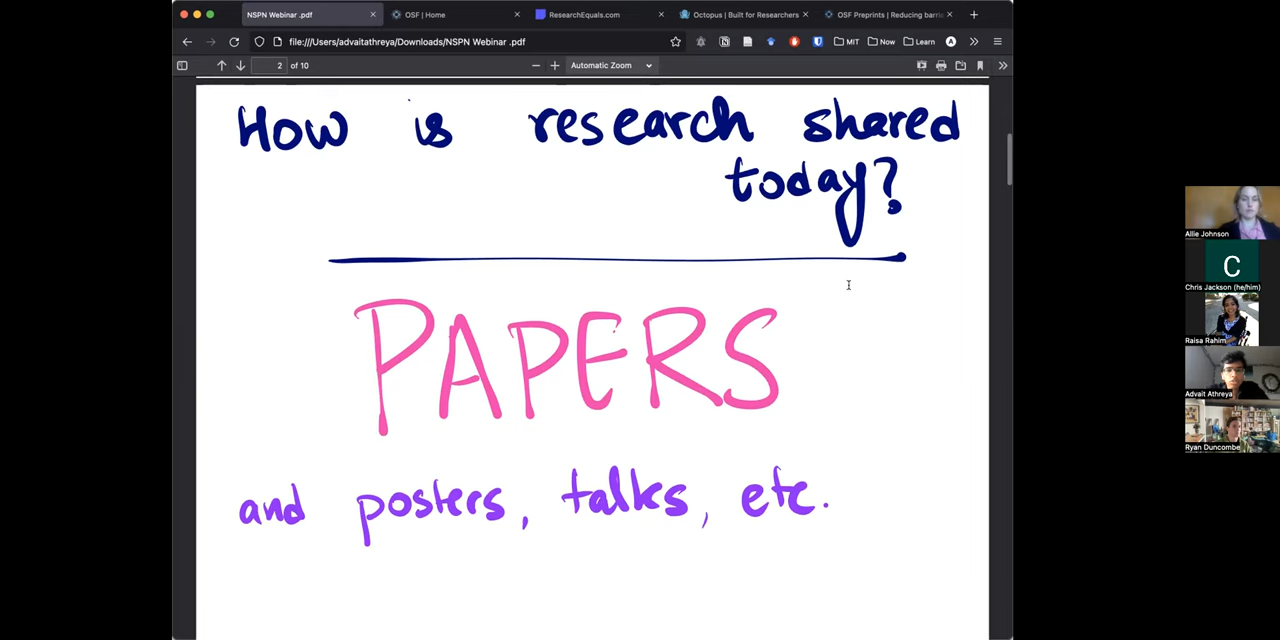 NSPN Webinar .pdf
OSF | Home
ResearchEquals.com
Octopus | Built for Researchers
OSF Preprints | Reducing barrie
file:///Users/advaitathreya/Downloads/NSPN Webinar .pdf
MIT
Now
Learn
2 of 10
Automatic Zoom
How is research shared
today?
PAPERS
and posters, talks, etc.
Allie Johnson
C
Chris Jackson (he/him)
Raisa Rahim
Advait Athreya
Ryan Duncombe